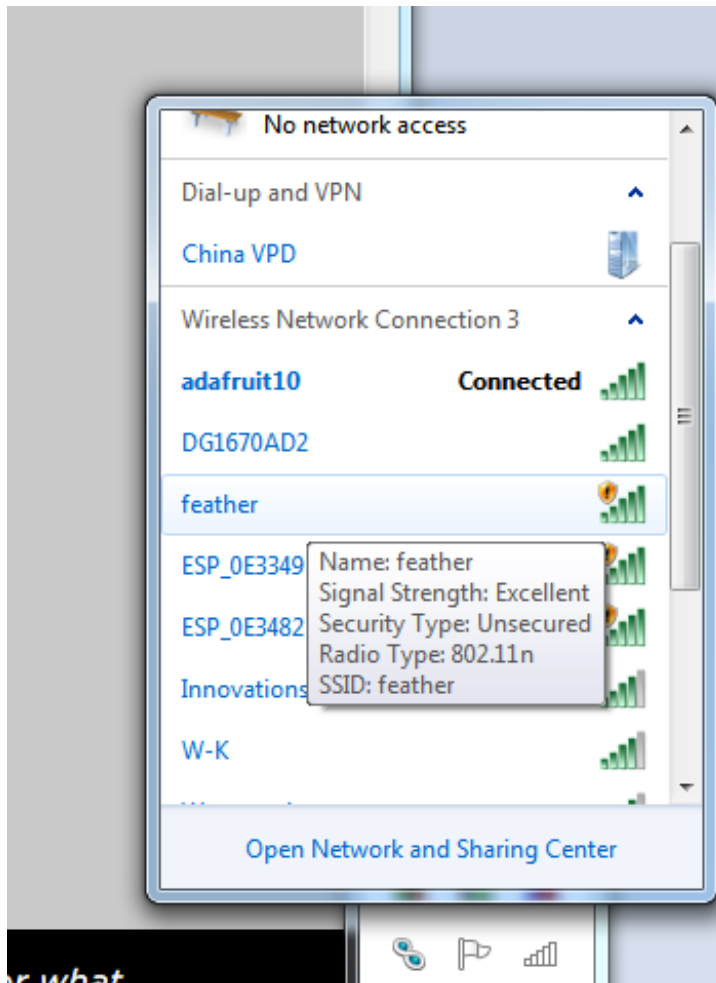 No network access
Dial-up and VPN
China VPD
Wireless Network Connection 3
adafruit10 Connected
DG1670AD2
feather
ESP_0E3349
Name: feather
Signal Strength: Excellent
ESP_0E3482
Security Type: Unsecured
Radio Type: 802.11n
SSID: feather
Innovations
W-K
Open Network and Sharing Center
what